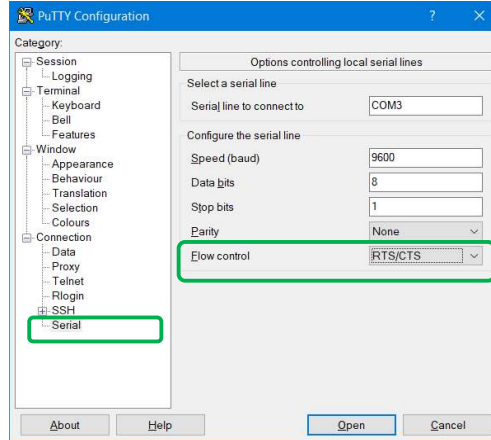 PuTTY Configuration
?
Category:
Session
Logging
Terminal
Keyboard
Bell
Features
Window
Appearance
Behaviour
Translation
Selection
Colours
Connection
Data
Proxy
Telnet
Rlogin
SSH
Serial
Options controlling local serial lines
Select a serial line
Serial line to connect to COM3
Configure the serial line
Speed (baud) 9600
Data bits 8
Stop bits 1
Parity None
Flow control RTS/CTS
About Help Open Cancel